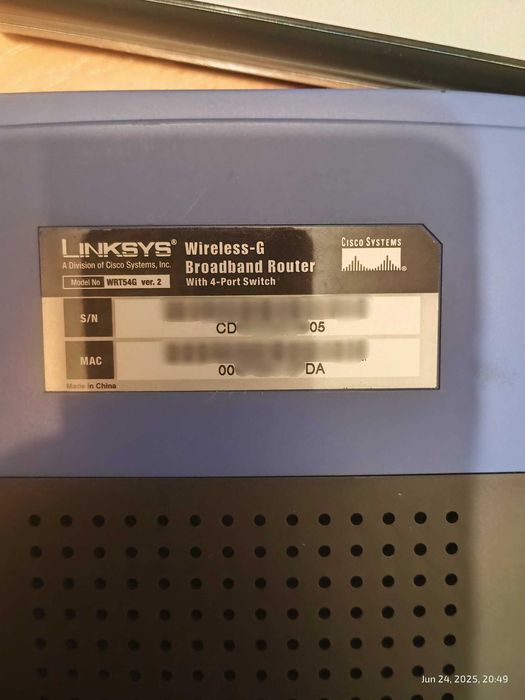 LINKSYS® Wireless-G
A Division of Cisco Systems, Inc.
Broadband Router
Model No WRT54G ver. 2
With 4-Port Switch
CISCO SYSTEMS
®
S/N
CD 05
MAC
00 DA
Made in China
Jun 24, 2025, 20:49